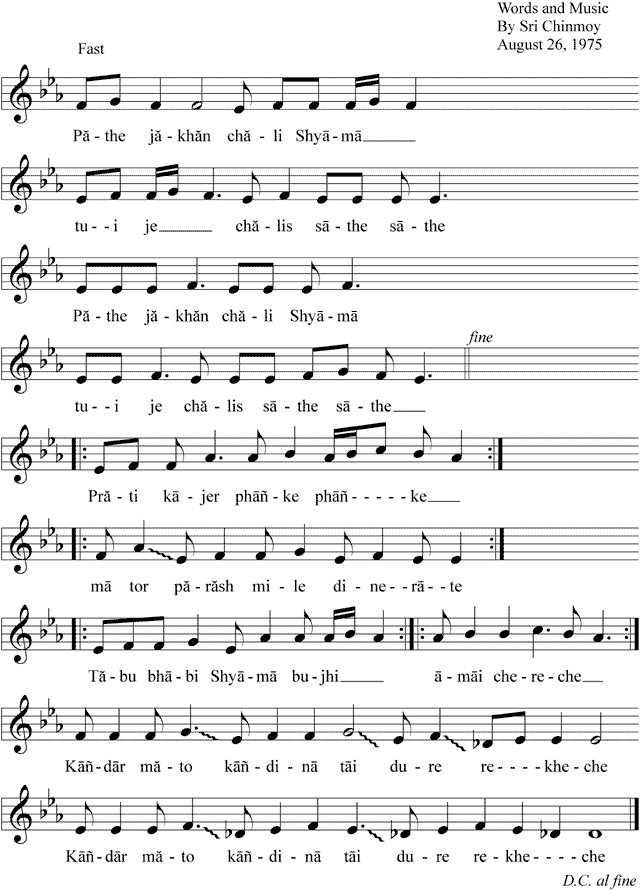 Words and Music
By Sri Chinmoy
August 26, 1975
Fast
Pă - the jă - khăn chă - li Shyā - mā
tu - - i je chă - lis sā - the sā - the
Pă - the jă - khăn chă - li Shyā - mā
fine
tu - - i je chă - lis sā - the sā - the
Pră - ti kā - jer phāñ - ke phāñ - - - - - ke
mā tor pă - răsh mi - le di - ne - - rā - - te
Tă - bu bhā - bi Shyā - mā bu - jhi ā - māi che - re - che
Kāñ - dār mă - to kāñ - di - nā tāi du - re re - - - - khe - che
Kāñ - dār mă - to kāñ - di - nā tāi du - re re - khe - - - - che
D.C. al fine